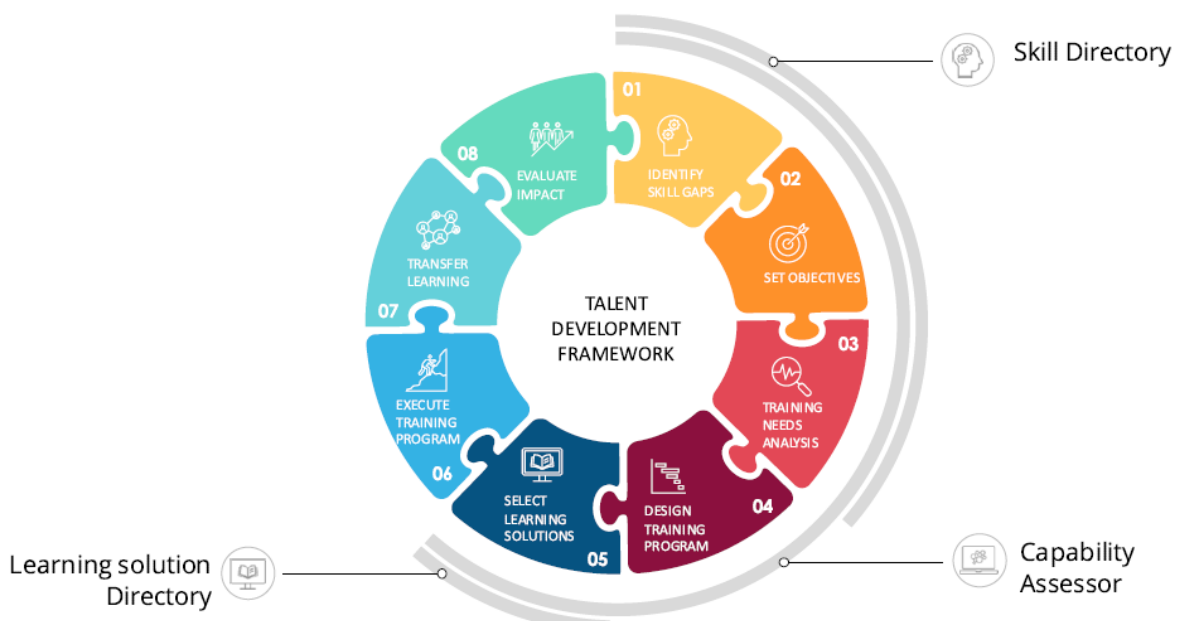 Skill Directory
01
IDENTIFY
SKILL GAPS
02
SET OBJECTIVES
03
TRAINING
NEEDS
ANALYSIS
04
DESIGN
TRAINING
PROGRAM
05
SELECT
LEARNING
SOLUTIONS
06
EXECUTE
TRAINING
PROGRAM
07
TRANSFER
LEARNING
08
EVALUATE
IMPACT
TALENT
DEVELOPMENT
FRAMEWORK
Capability
Assessor
Learning solution
Directory